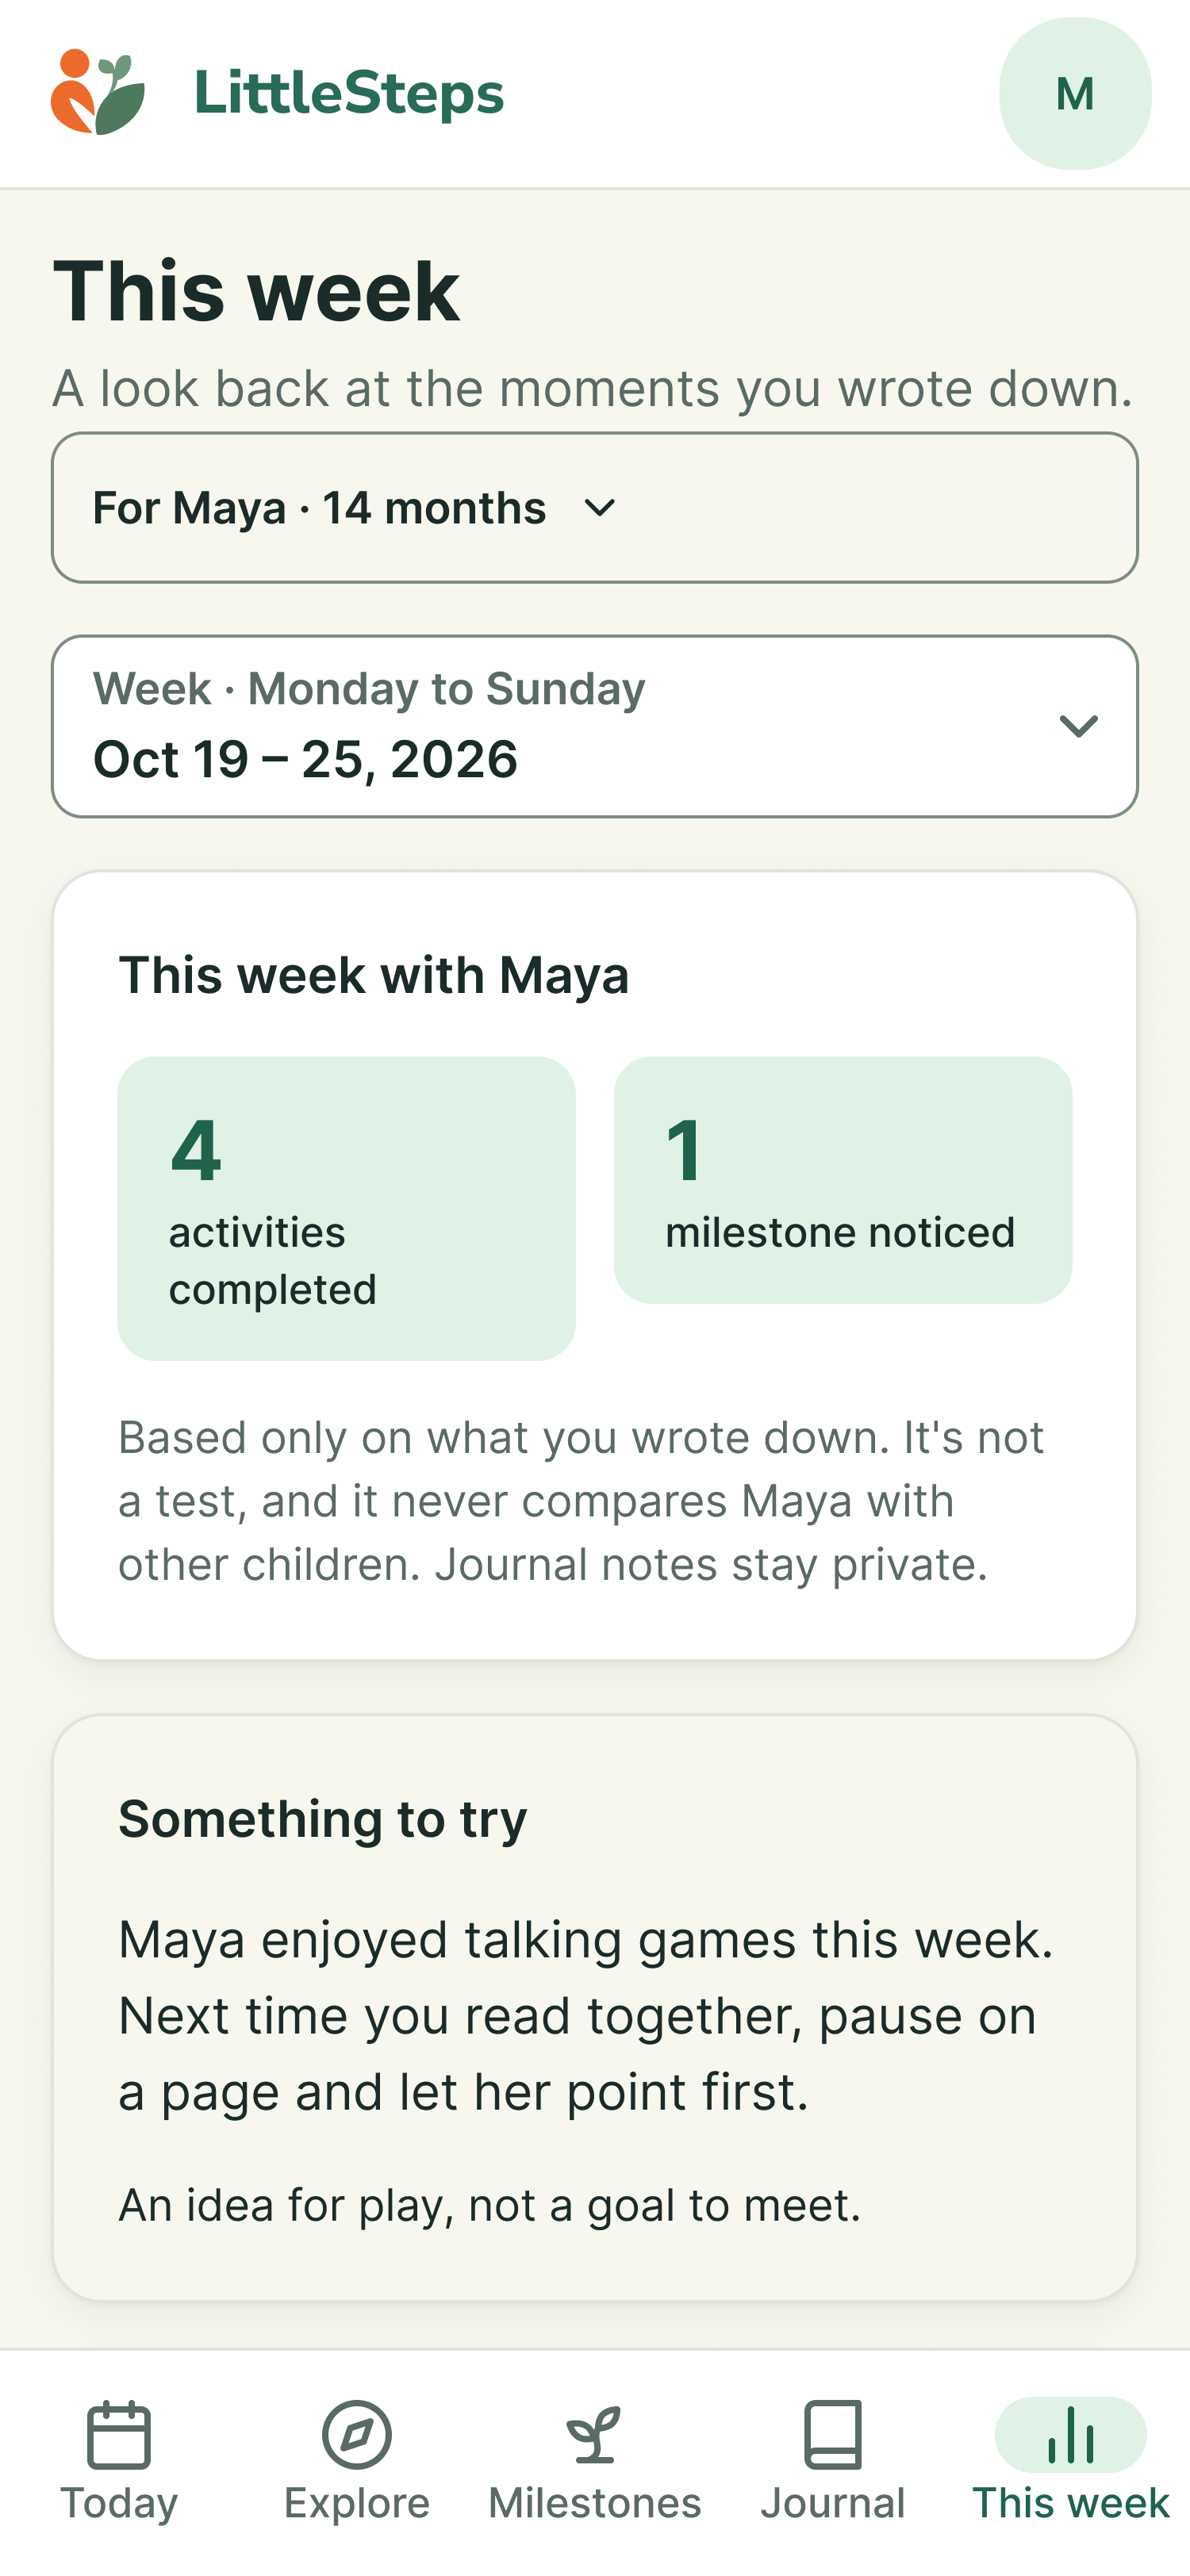 LittleSteps
M
This week
A look back at the moments you wrote down.
For Maya · 14 months
Week · Monday to Sunday
Oct 19 – 25, 2026
This week with Maya
4
activities
completed
1
milestone noticed
Based only on what you wrote down. It's not
a test, and it never compares Maya with
other children. Journal notes stay private.
Something to try
Maya enjoyed talking games this week.
Next time you read together, pause on
a page and let her point first.
An idea for play, not a goal to meet.
Today
Explore
Milestones
Journal
This week